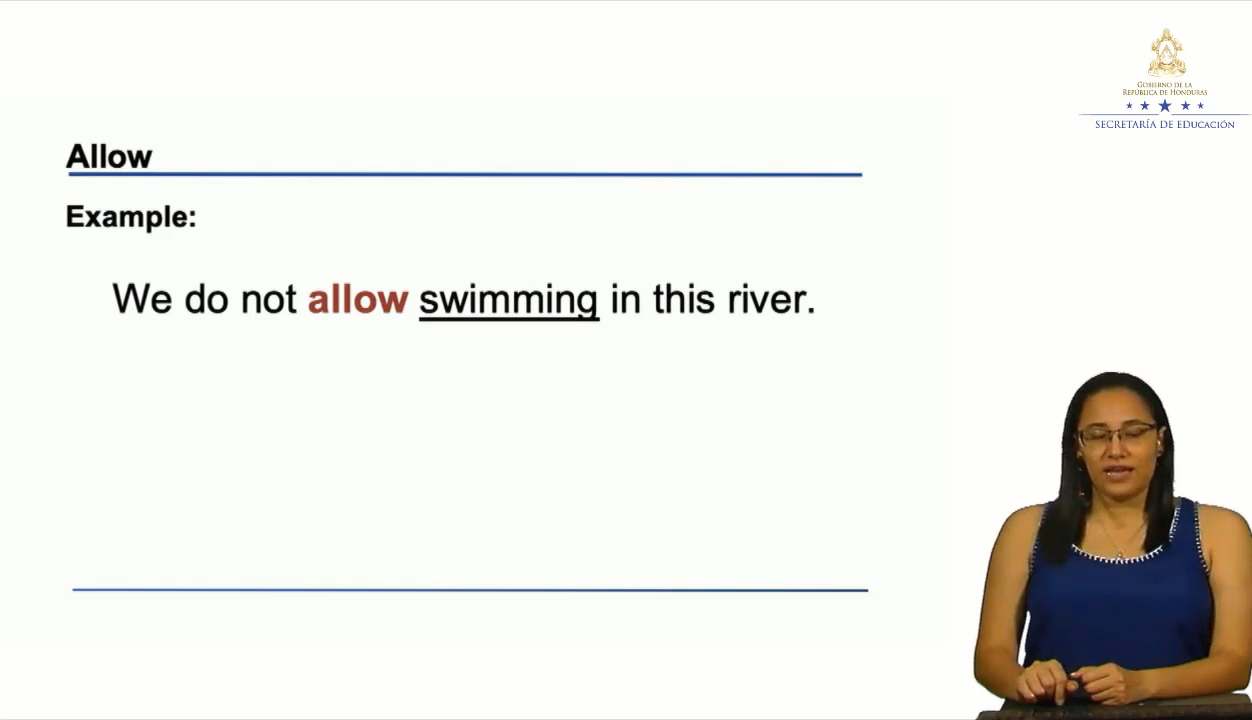 GOBIERNO DE LA
REPÚBLICA DE HONDURAS
SECRETARÍA DE EDUCACIÓN
Allow
Example:
We do not allow swimming in this river.